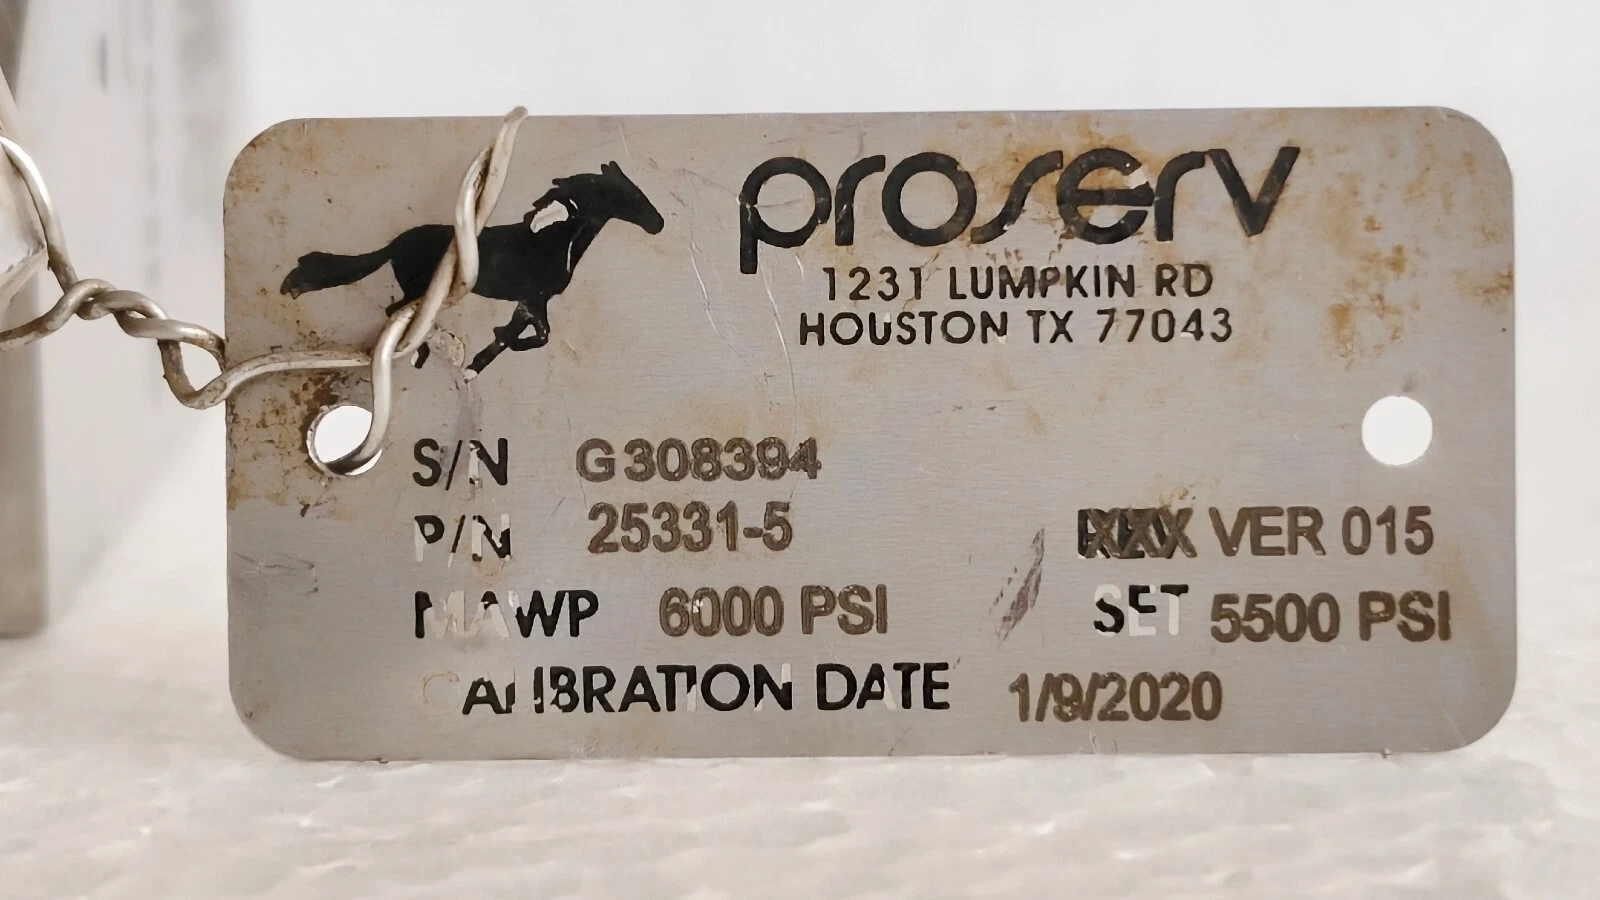 proserv
1231 LUMPKIN RD
HOUSTON TX 77043
S/N G308394
P/N 25331-5 VER 015
MAWP 6000 PSI SET 5500 PSI
CALIBRATION DATE 1/9/2020